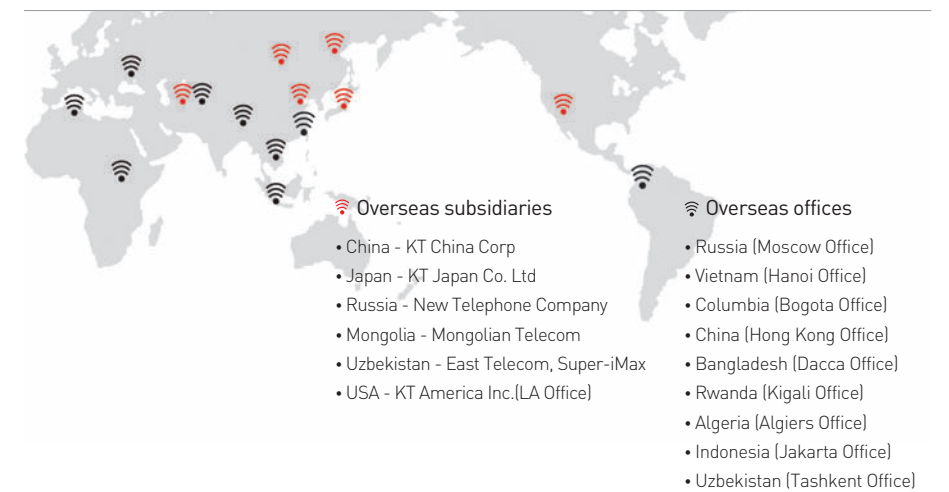 Overseas subsidiaries
• China - KT China Corp
• Japan - KT Japan Co. Ltd
• Russia - New Telephone Company
• Mongolia - Mongolian Telecom
• Uzbekistan - East Telecom, Super-iMax
• USA - KT America Inc.(LA Office)
Overseas offices
• Russia (Moscow Office)
• Vietnam (Hanoi Office)
• Columbia (Bogota Office)
• China (Hong Kong Office)
• Bangladesh (Dacca Office)
• Rwanda (Kigali Office)
• Algeria (Algiers Office)
• Indonesia (Jakarta Office)
• Uzbekistan (Tashkent Office)